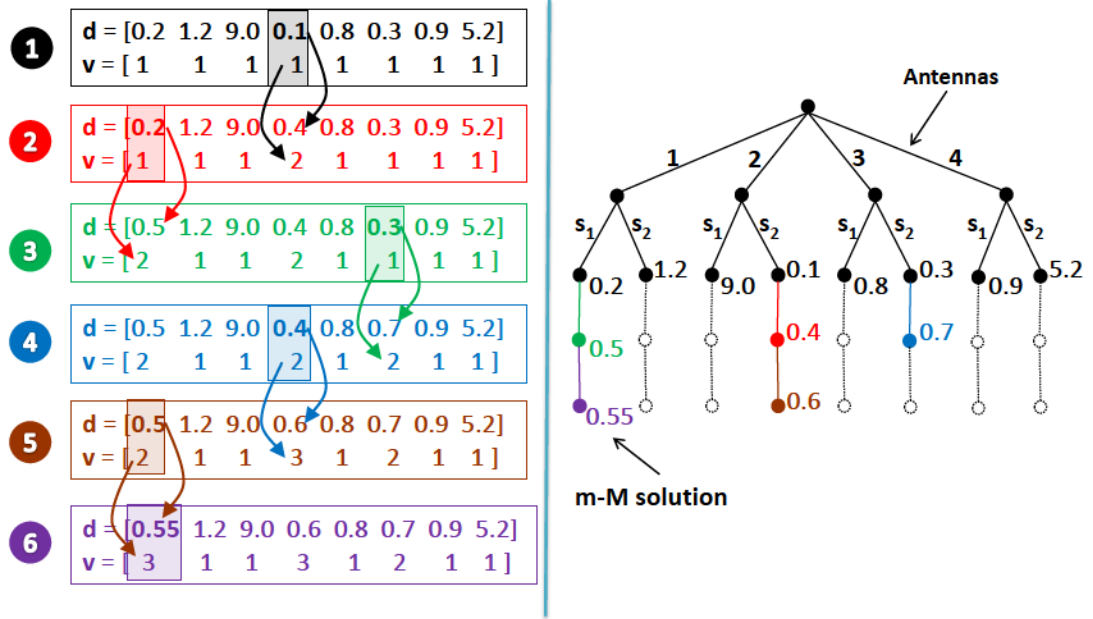 1
d = [0.2 1.2 9.0 0.1 0.8 0.3 0.9 5.2]
v = [ 1 1 1 1 1 1 1 1 ]
2
d = [0.2 1.2 9.0 0.4 0.8 0.3 0.9 5.2]
v = [ 1 1 1 2 1 1 1 1 ]
3
d = [0.5 1.2 9.0 0.4 0.8 0.3 0.9 5.2]
v = [ 2 1 1 2 1 1 1 1 ]
4
d = [0.5 1.2 9.0 0.4 0.8 0.7 0.9 5.2]
v = [ 2 1 1 2 1 2 1 1 ]
5
d = [0.5 1.2 9.0 0.6 0.8 0.7 0.9 5.2]
v = [ 2 1 1 3 1 2 1 1 ]
6
d = [0.55 1.2 9.0 0.6 0.8 0.7 0.9 5.2]
v = [ 3 1 1 3 1 2 1 1 ]
Antennas
1 2 3 4
s₁ s₂ s₁ s₂ s₁ s₂ s₁ s₂
0.2 1.2 9.0 0.1 0.8 0.3 0.9 5.2
0.5 0.4 0.7
0.55 0.6
m-M solution